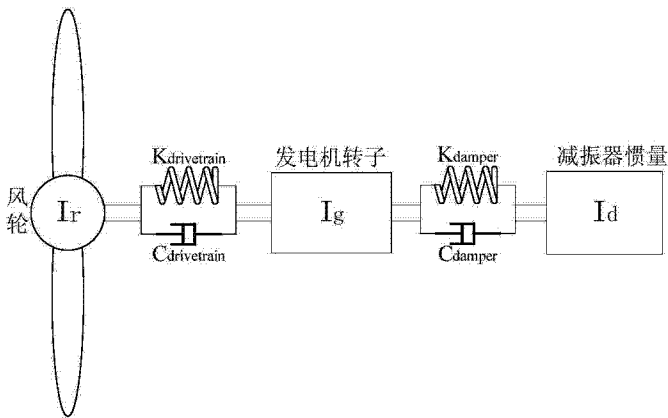 Kdrivetrain
发电机转子
Kdamper
减振器惯量
风轮
Ir
Ig
Id
Cdrivetrain
Cdamper